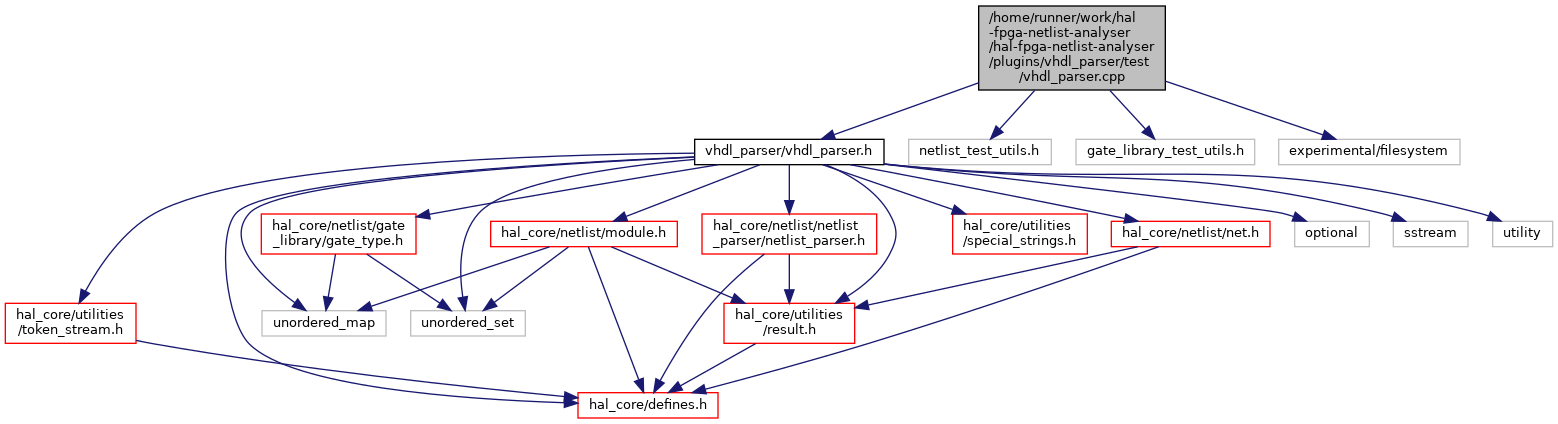 /home/runner/work/hal
-fpga-netlist-analyser
/hal-fpga-netlist-analyser
/plugins/vhdl_parser/test
/vhdl_parser.cpp
vhdl_parser/vhdl_parser.h
netlist_test_utils.h
gate_library_test_utils.h
experimental/filesystem
hal_core/netlist/gate
_library/gate_type.h
hal_core/netlist/module.h
hal_core/netlist/netlist
_parser/netlist_parser.h
hal_core/utilities
/special_strings.h
hal_core/netlist/net.h
optional
sstream
utility
hal_core/utilities
/token_stream.h
unordered_map
unordered_set
hal_core/utilities
/result.h
hal_core/defines.h